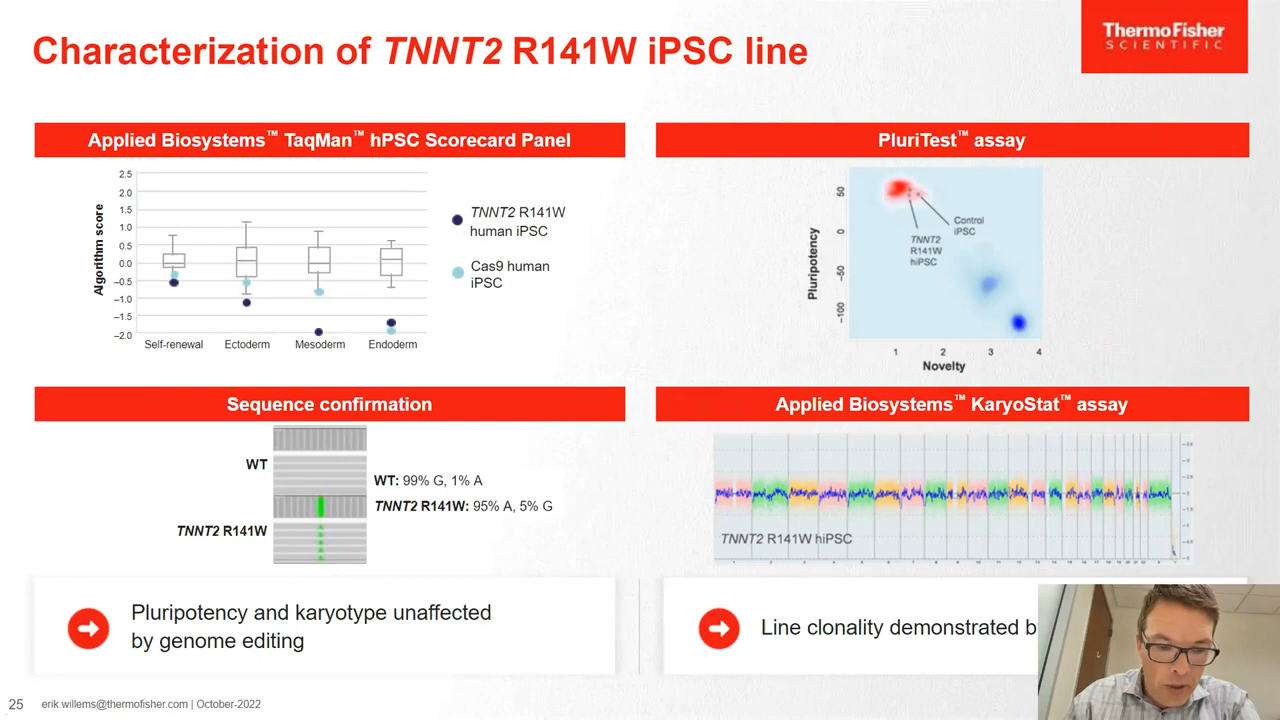 Characterization of TNNT2 R141W iPSC line
ThermoFisher
SCIENTIFIC
Applied Biosystems™ TaqMan™ hPSC Scorecard Panel
Algorithm score
2.5
2.0
1.5
1.0
0.5
0.0
–0.5
–1.0
–1.5
–2.0
Self-renewal Ectoderm Mesoderm Endoderm
TNNT2 R141W
human iPSC
Cas9 human
iPSC
PluriTest™ assay
Pluripotency
50
0
−50
−100
Control
iPSC
TNNT2
R141W
hiPSC
1 2 3 4
Novelty
Sequence confirmation
WT
WT: 99% G, 1% A
TNNT2 R141W: 95% A, 5% G
TNNT2 R141W
Applied Biosystems™ KaryoStat™ assay
TNNT2 R141W hiPSC
Pluripotency and karyotype unaffected
by genome editing
Line clonality demonstrated
25 erik.willems@thermofisher.com | October-2022